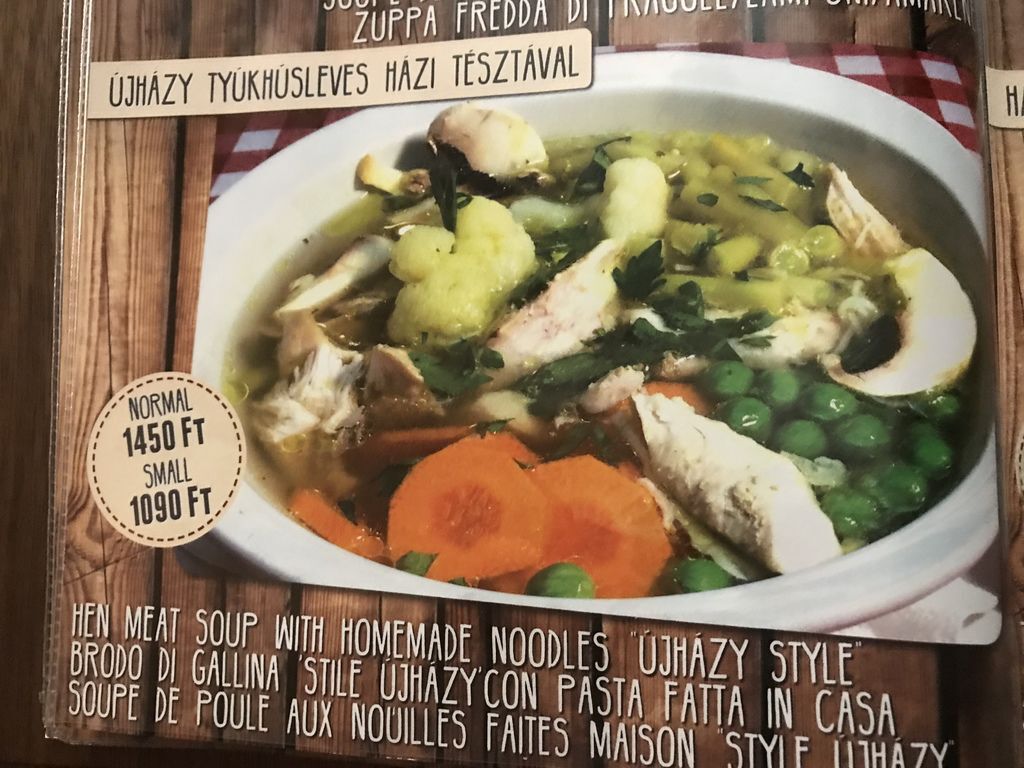 ZUPPA FREDDA DI
ÚJHÁZY TYÚKHÚSLEVES HÁZI TÉSZTÁVAL
NORMAL
1450 FT
SMALL
1090 FT
HEN MEAT SOUP WITH HOMEMADE NOODLES "ÚJHÁZY STYLE"
BRODO DI GALLINA "STILE ÚJHÁZY" CON PASTA FATTA IN CASA
SOUPE DE POULE AUX NOÜILLES FAITES MAISON "STYLE ÚJHÁZY"